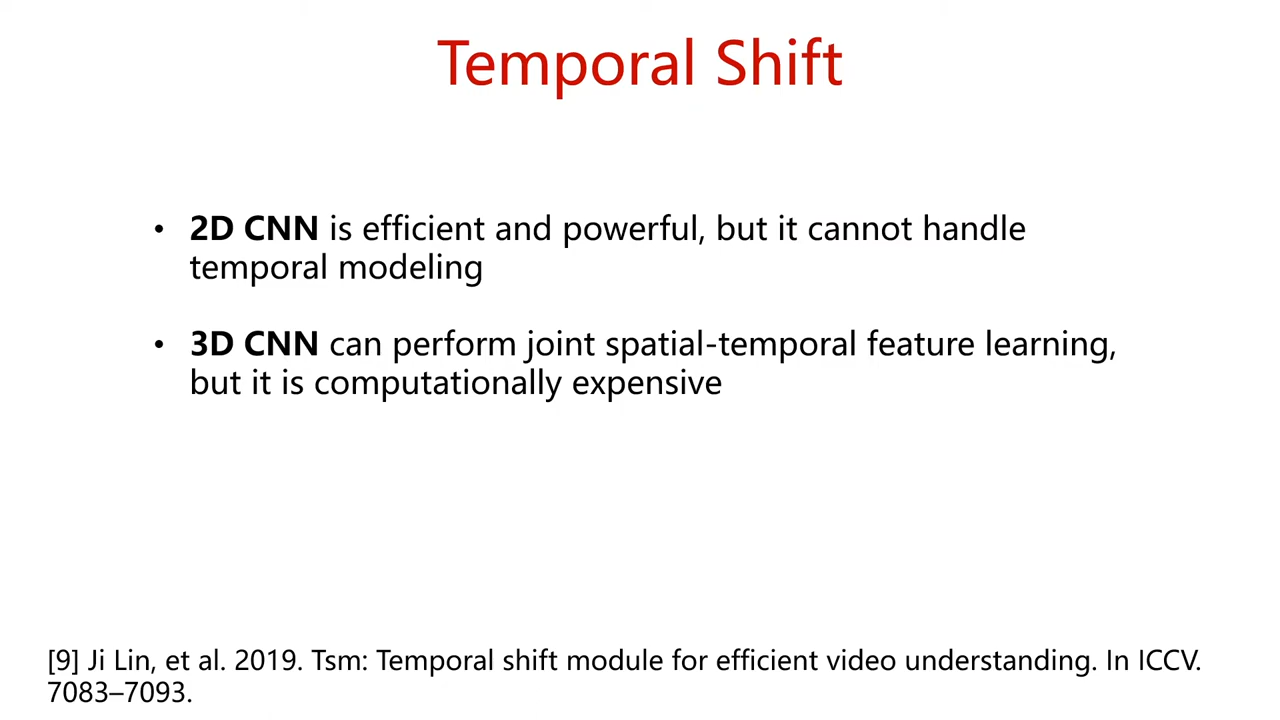 Temporal Shift
• 2D CNN is efficient and powerful, but it cannot handle
temporal modeling
• 3D CNN can perform joint spatial-temporal feature learning,
but it is computationally expensive
[9] Ji Lin, et al. 2019. Tsm: Temporal shift module for efficient video understanding. In ICCV.
7083–7093.